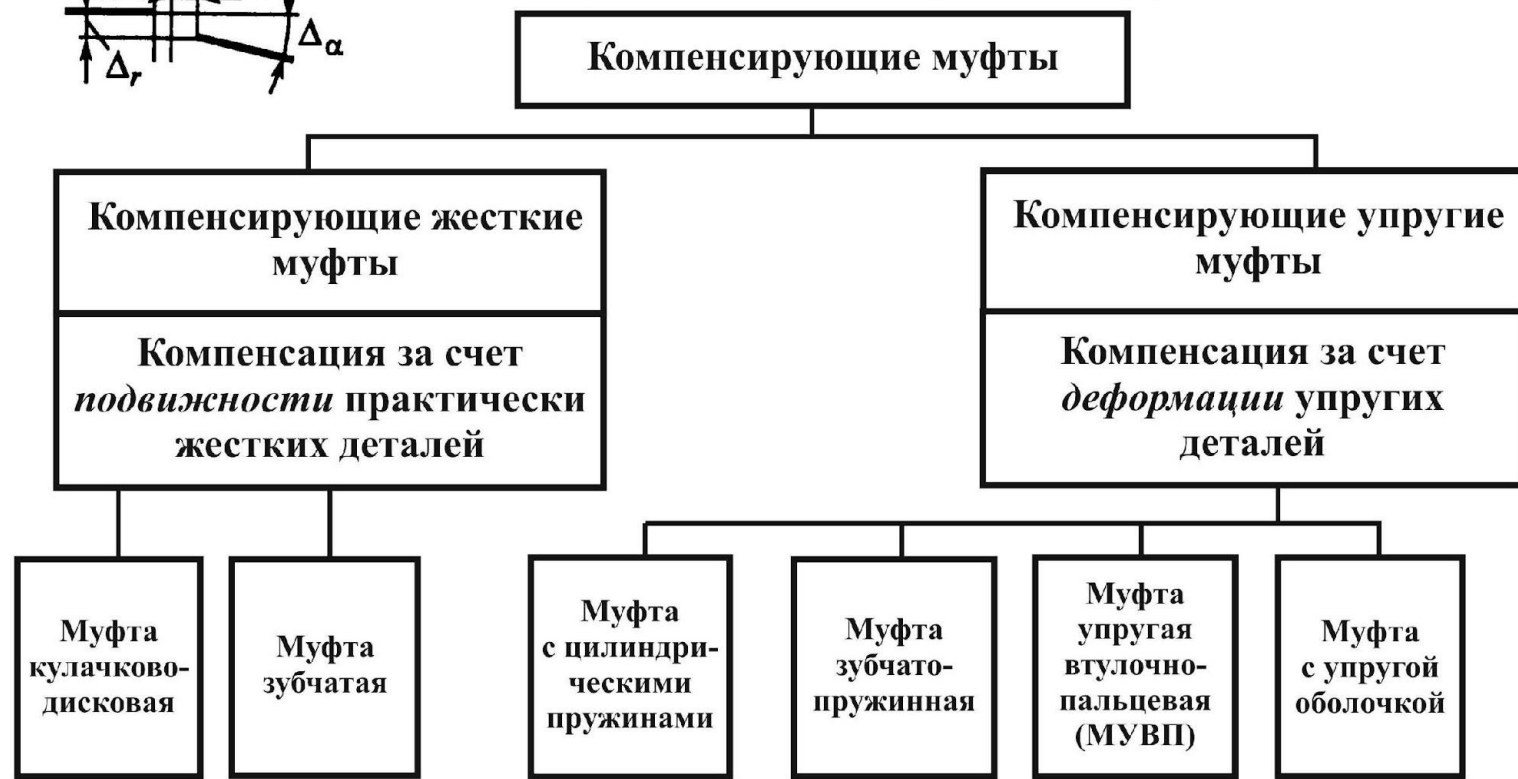 Δr
Δα
Компенсирующие муфты
Компенсирующие жесткие
муфты
Компенсация за счет
подвижности практически
жестких деталей
Компенсирующие упругие
муфты
Компенсация за счет
деформации упругих
деталей
Муфта
кулачково-
дисковая
Муфта
зубчатая
Муфта
с цилиндри-
ческими
пружинами
Муфта
зубчато-
пружинная
Муфта
упругая
втулочно-
пальцевая
(МУВП)
Муфта
с упругой
оболочкой